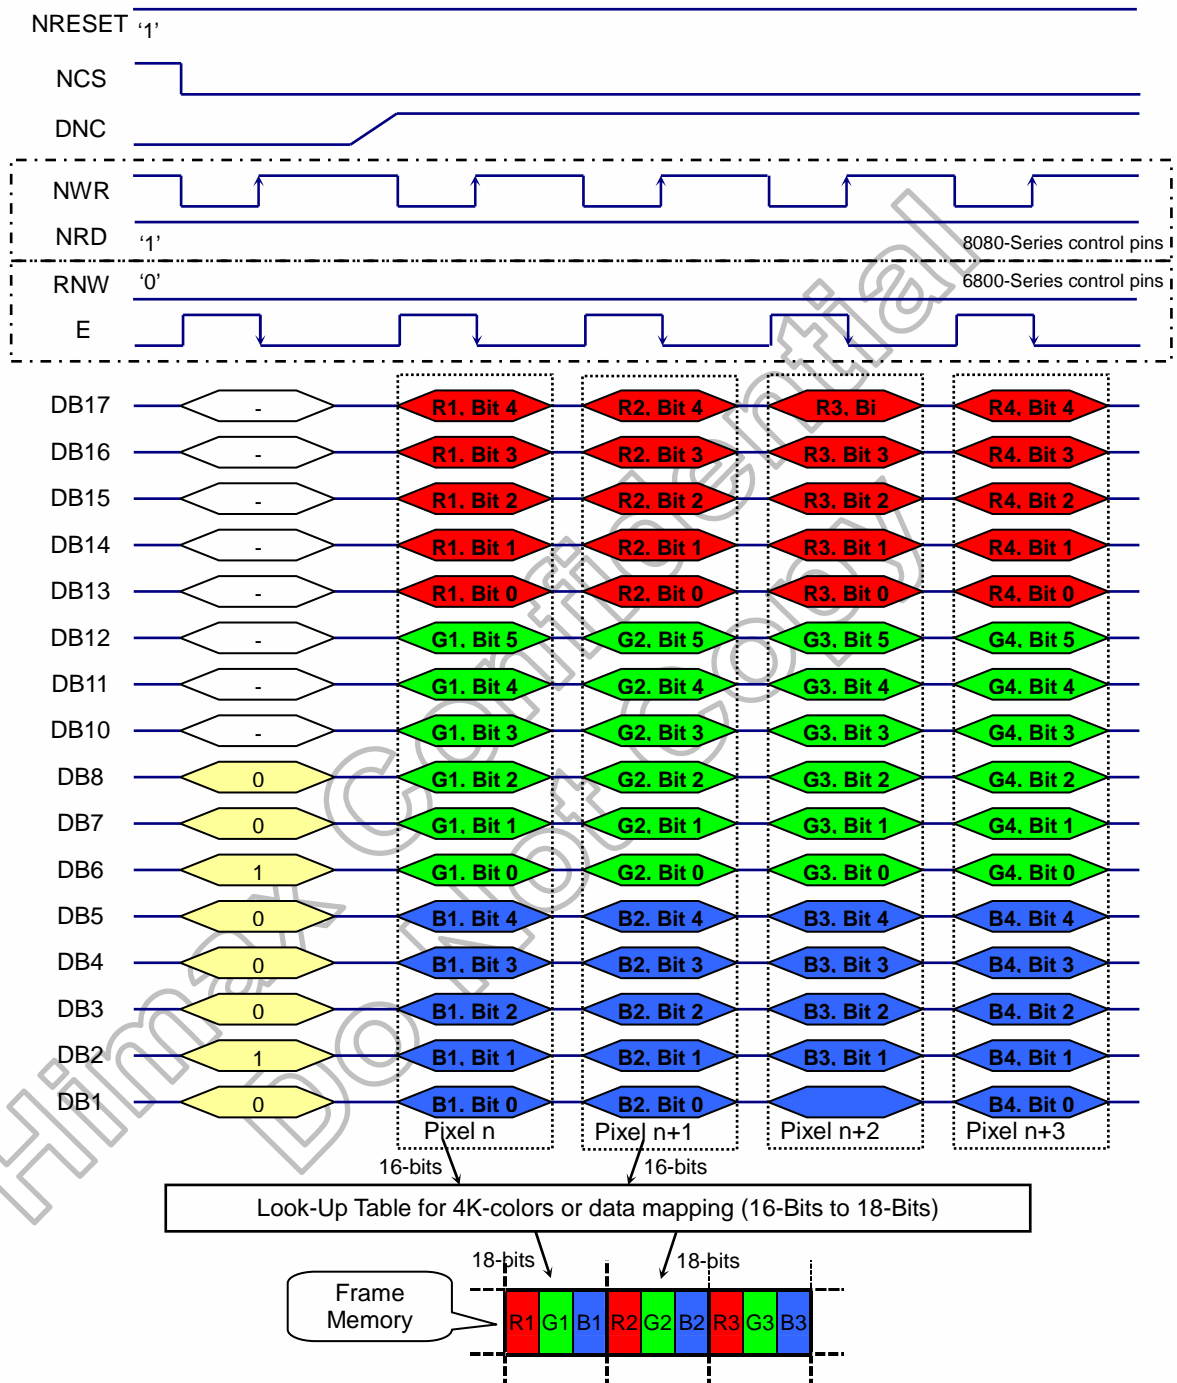 NRESET '1'
NCS
DNC
NWR
NRD '1' 8080-Series control pins
RNW '0' 6800-Series control pins
E
DB17 - R1, Bit 4 R2, Bit 4 R3, Bi R4, Bit 4
DB16 - R1, Bit 3 R2, Bit 3 R3, Bit 3 R4, Bit 3
DB15 - R1, Bit 2 R2, Bit 2 R3, Bit 2 R4, Bit 2
DB14 - R1, Bit 1 R2, Bit 1 R3, Bit 1 R4, Bit 1
DB13 - R1, Bit 0 R2, Bit 0 R3, Bit 0 R4, Bit 0
DB12 - G1, Bit 5 G2, Bit 5 G3, Bit 5 G4, Bit 5
DB11 - G1, Bit 4 G2, Bit 4 G3, Bit 4 G4, Bit 4
DB10 - G1, Bit 3 G2, Bit 3 G3, Bit 3 G4, Bit 3
DB8 0 G1, Bit 2 G2, Bit 2 G3, Bit 2 G4, Bit 2
DB7 0 G1, Bit 1 G2, Bit 1 G3, Bit 1 G4, Bit 1
DB6 1 G1, Bit 0 G2, Bit 0 G3, Bit 0 G4, Bit 0
DB5 0 B1, Bit 4 B2, Bit 4 B3, Bit 4 B4, Bit 4
DB4 0 B1, Bit 3 B2, Bit 3 B3, Bit 3 B4, Bit 3
DB3 0 B1, Bit 2 B2, Bit 2 B3, Bit 2 B4, Bit 2
DB2 1 B1, Bit 1 B2, Bit 1 B3, Bit 1 B4, Bit 1
DB1 0 B1, Bit 0 B2, Bit 0 B4, Bit 0
Pixel n Pixel n+1 Pixel n+2 Pixel n+3
16-bits 16-bits
Look-Up Table for 4K-colors or data mapping (16-Bits to 18-Bits)
18-bits 18-bits
Frame
Memory
R1 G1 B1 R2 G2 B2 R3 G3 B3
Himax Confidential
Do Not Copy